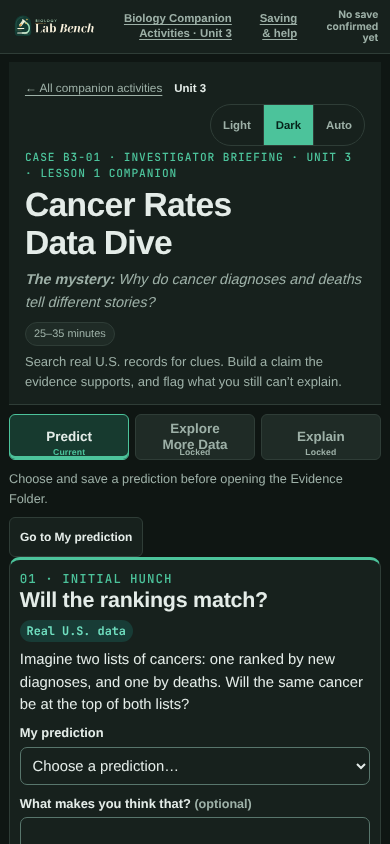 BIOLOGY
Lab Bench
Biology Companion
Activities · Unit 3
Saving
& help
No save
confirmed
yet
← All companion activities Unit 3
Light Dark Auto
CASE B3-01 · INVESTIGATOR BRIEFING · UNIT 3
· LESSON 1 COMPANION
Cancer Rates
Data Dive
The mystery: Why do cancer diagnoses and deaths
tell different stories?
25–35 minutes
Search real U.S. records for clues. Build a claim the
evidence supports, and flag what you still can't explain.
Predict
Current
Explore
More Data
Locked
Explain
Locked
Choose and save a prediction before opening the Evidence
Folder.
Go to My prediction
01 · INITIAL HUNCH
Will the rankings match?
Real U.S. data
Imagine two lists of cancers: one ranked by new
diagnoses, and one by deaths. Will the same cancer
be at the top of both lists?
My prediction
Choose a prediction…
What makes you think that? (optional)